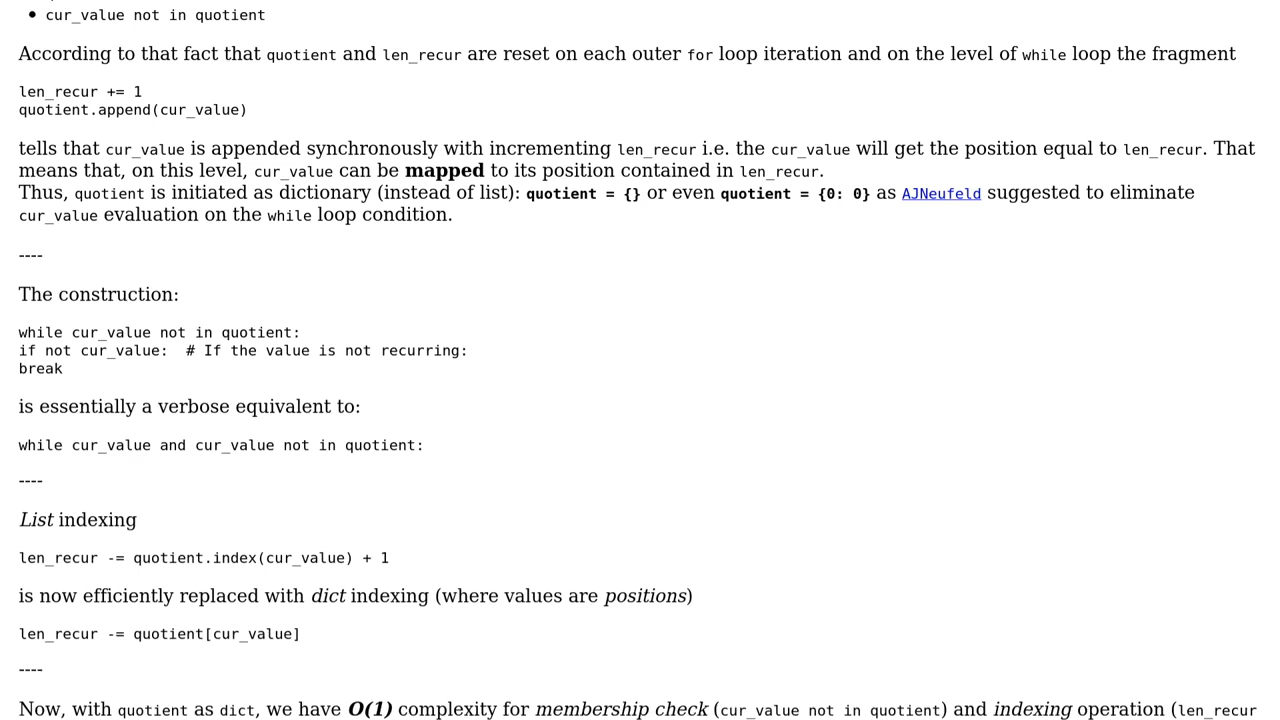 cur_value not in quotient
According to that fact that quotient and len_recur are reset on each outer for loop iteration and on the level of while loop the fragment
len_recur += 1
quotient.append(cur_value)
tells that cur_value is appended synchronously with incrementing len_recur i.e. the cur_value will get the position equal to len_recur. That
means that, on this level, cur_value can be mapped to its position contained in len_recur.
Thus, quotient is initiated as dictionary (instead of list): quotient = {} or even quotient = {0: 0} as AJNeufeld suggested to eliminate
cur_value evaluation on the while loop condition.
----
The construction:
while cur_value not in quotient:
if not cur_value:  # If the value is not recurring:
break
is essentially a verbose equivalent to:
while cur_value and cur_value not in quotient:
----
List indexing
len_recur -= quotient.index(cur_value) + 1
is now efficiently replaced with dict indexing (where values are positions)
len_recur -= quotient[cur_value]
----
Now, with quotient as dict, we have O(1) complexity for membership check (cur_value not in quotient) and indexing operation (len_recur